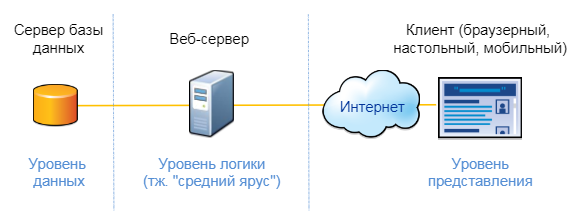 Сервер базы
данных
Веб-сервер
Клиент (браузерный,
настольный, мобильный)
Интернет
Уровень
данных
Уровень логики
(тж. "средний ярус")
Уровень
представления